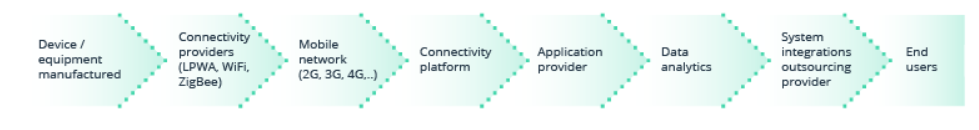 Device /
equipment
manufactured
Connectivity
providers
(LPWA, WiFi,
ZigBee)
Mobile
network
(2G, 3G, 4G,..)
Connectivity
platform
Application
provider
Data
analytics
System
integrations
outsourcing
provider
End
users